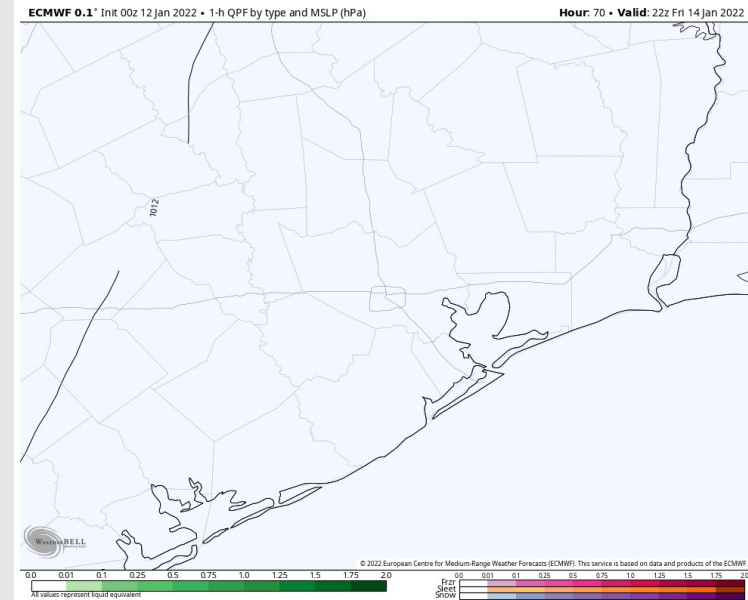 ECMWF 0.1° Init 00z 12 Jan 2022 • 1-h QPF by type and MSLP (hPa)
Hour: 70 • Valid: 22z Fri 14 Jan 2022
1012
WEATHERBELL
© 2022 European Centre for Medium-Range Weather Forecasts (ECMWF). This service is based on data and products of the ECMWF
0.0 0.01 0.1 0.25 0.5 0.75 1.0 1.25 1.5 1.75 2.0
All values represent liquid equivalent
0.0 0.01 0.1 0.25 0.5 0.75 1.0 1.25 1.5 2.0
Frzr
Sleet
Snow